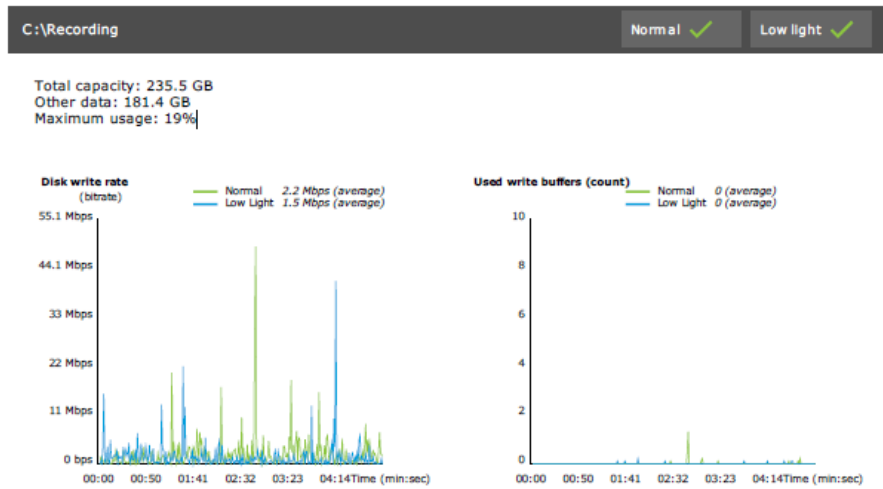 C:\Recording
Normal
Low light
Total capacity: 235.5 GB
Other data: 181.4 GB
Maximum usage: 19%
Disk write rate
(bitrate)
Normal 2.2 Mbps (average)
Low Light 1.5 Mbps (average)
55.1 Mbps
44.1 Mbps
33 Mbps
22 Mbps
11 Mbps
0 bps
00:00 00:50 01:41 02:32 03:23 04:14Time (min:sec)
Used write buffers (count)
Normal 0 (average)
Low Light 0 (average)
10
8
6
4
2
0
00:00 00:50 01:41 02:32 03:23 04:14Time (min:sec)